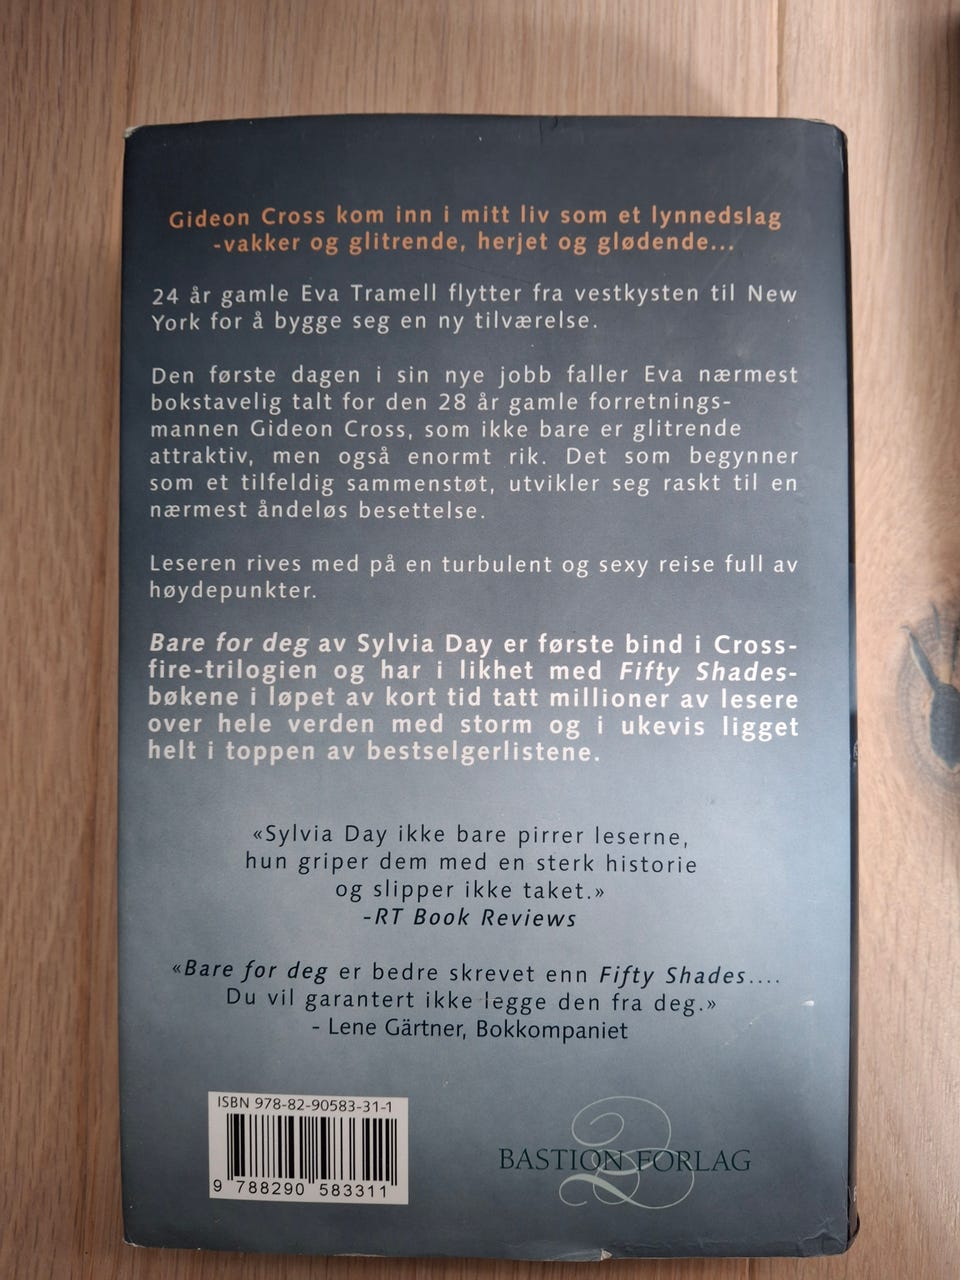 Gideon Cross kom inn i mitt liv som et lynnedslag
-vakker og glitrende, herjet og glødende...
24 år gamle Eva Tramell flytter fra vestkysten til New
York for å bygge seg en ny tilværelse.
Den første dagen i sin nye jobb faller Eva nærmest
bokstavelig talt for den 28 år gamle forretnings-
mannen Gideon Cross, som ikke bare er glitrende
attraktiv, men også enormt rik. Det som begynner
som et tilfeldig sammenstøt, utvikler seg raskt til en
nærmest åndeløs besettelse.
Leseren rives med på en turbulent og sexy reise full av
høydepunkter.
Bare for deg av Sylvia Day er første bind i Cross-
fire-trilogien og har i likhet med Fifty Shades-
bøkene i løpet av kort tid tatt millioner av lesere
over hele verden med storm og i ukevis ligget
helt i toppen av bestselgerlistene.
«Sylvia Day ikke bare pirrer leserne,
hun griper dem med en sterk historie
og slipper ikke taket.»
-RT Book Reviews
«Bare for deg er bedre skrevet enn Fifty Shades....
Du vil garantert ikke legge den fra deg.»
- Lene Gärtner, Bokkompaniet
ISBN 978-82-90583-31-1
9 788290 583311
BASTION FORLAG